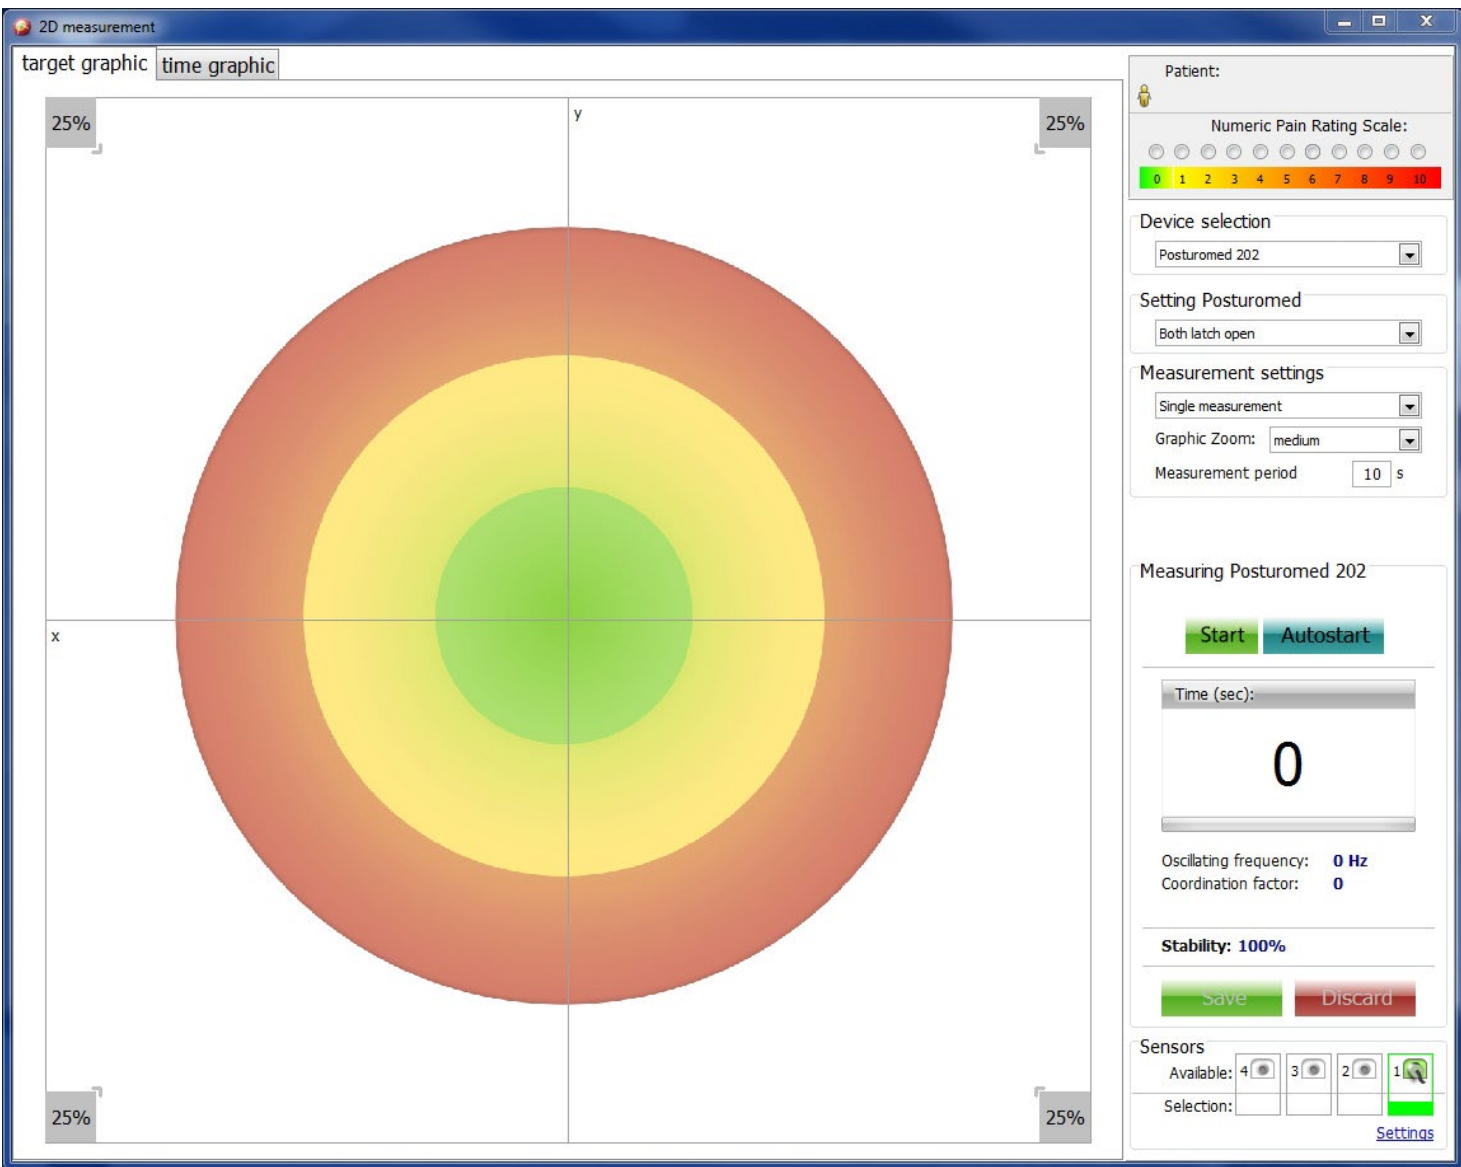 2D measurement
target graphic
time graphic
25%
y
25%
x
25%
25%
Patient:
Numeric Pain Rating Scale:
0 1 2 3 4 5 6 7 8 9 10
Device selection
Posturomed 202
Setting Posturomed
Both latch open
Measurement settings
Single measurement
Graphic Zoom: medium
Measurement period 10 s
Measuring Posturomed 202
Start Autostart
Time (sec):
0
Oscillating frequency: 0 Hz
Coordination factor: 0
Stability: 100%
Save Discard
Sensors
Available: 4 3 2 1
Selection:
Settings